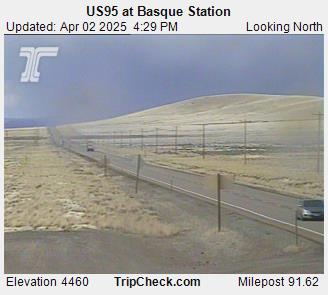 US95 at Basque Station
Updated: Apr 02 2025 4:29 PM Looking North
Elevation 4460 TripCheck.com Milepost 91.62